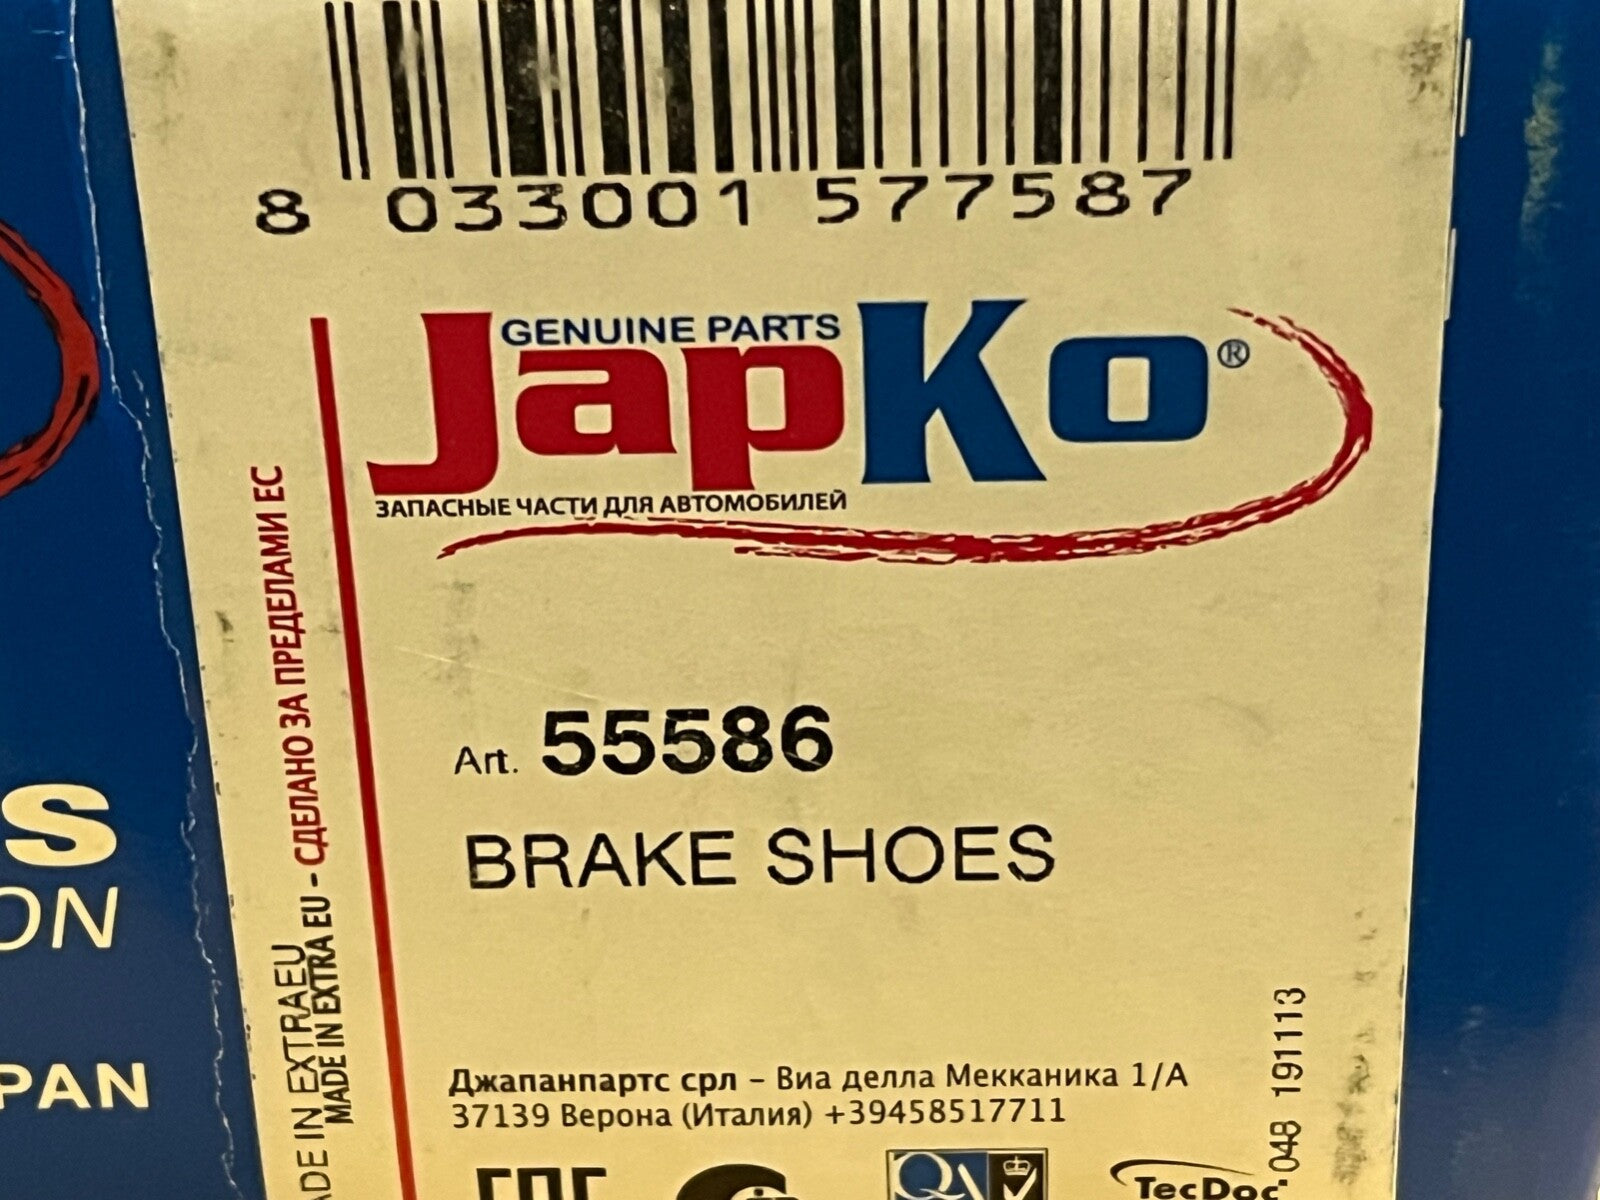 8 033001 577587
GENUINE PARTS
JapKo®
ЗАПАСНЫЕ ЧАСТИ ДЛЯ АВТОМОБИЛЕЙ
MADE IN EXTRA EU - СДЕЛАНО ЗА ПРЕДЕЛАМИ ЕС
IN EXTRAEU
Art. 55586
BRAKE SHOES
Джапанпартс срл – Виа делла Мекканика 1/А
37139 Верона (Италия) +39458517711
048 191113
TecDoc
S
ON
PAN